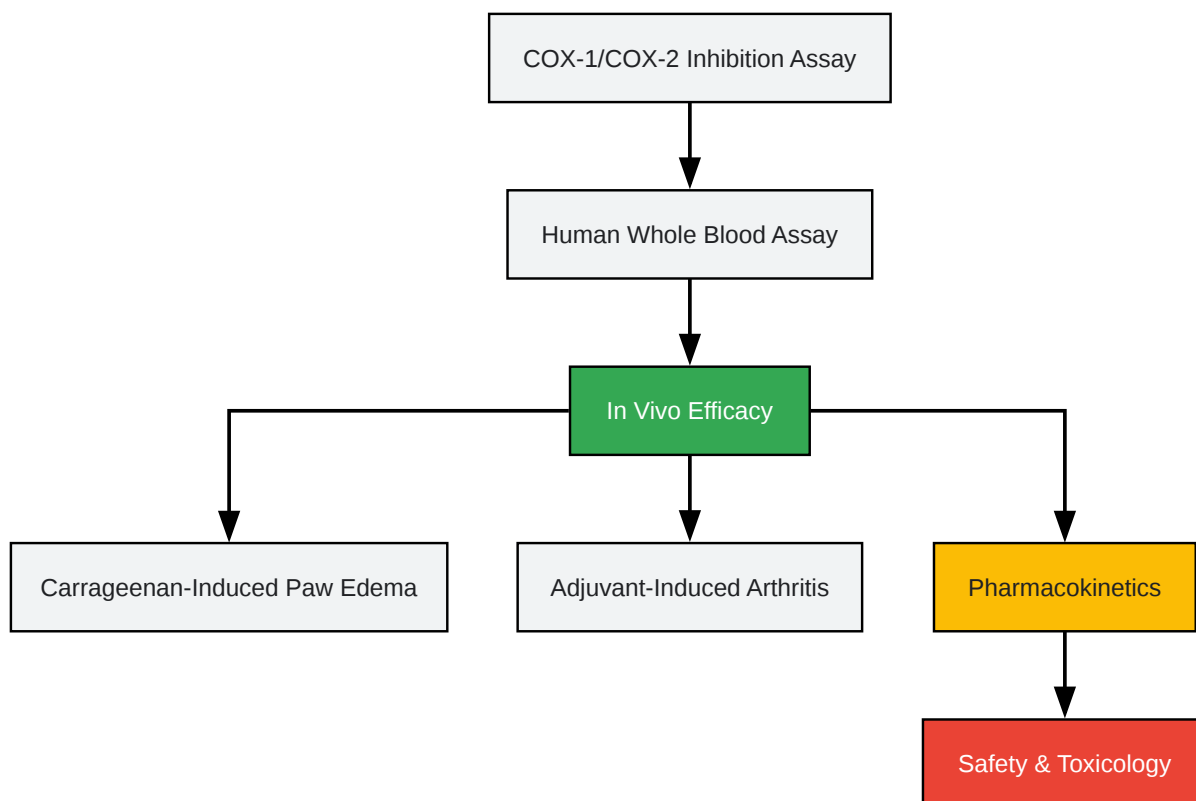 COX-1/COX-2 Inhibition Assay
Human Whole Blood Assay
In Vivo Efficacy
Carrageenan-Induced Paw Edema
Adjuvant-Induced Arthritis
Pharmacokinetics
Safety & Toxicology